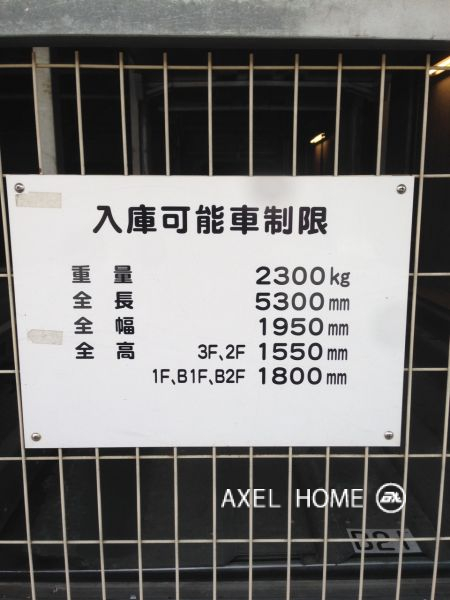 入庫可能車制限
重量 2300kg
全長 5300mm
全幅 1950mm
全高 3F、2F 1550mm
1F、B1F、B2F 1800mm
AXEL HOME